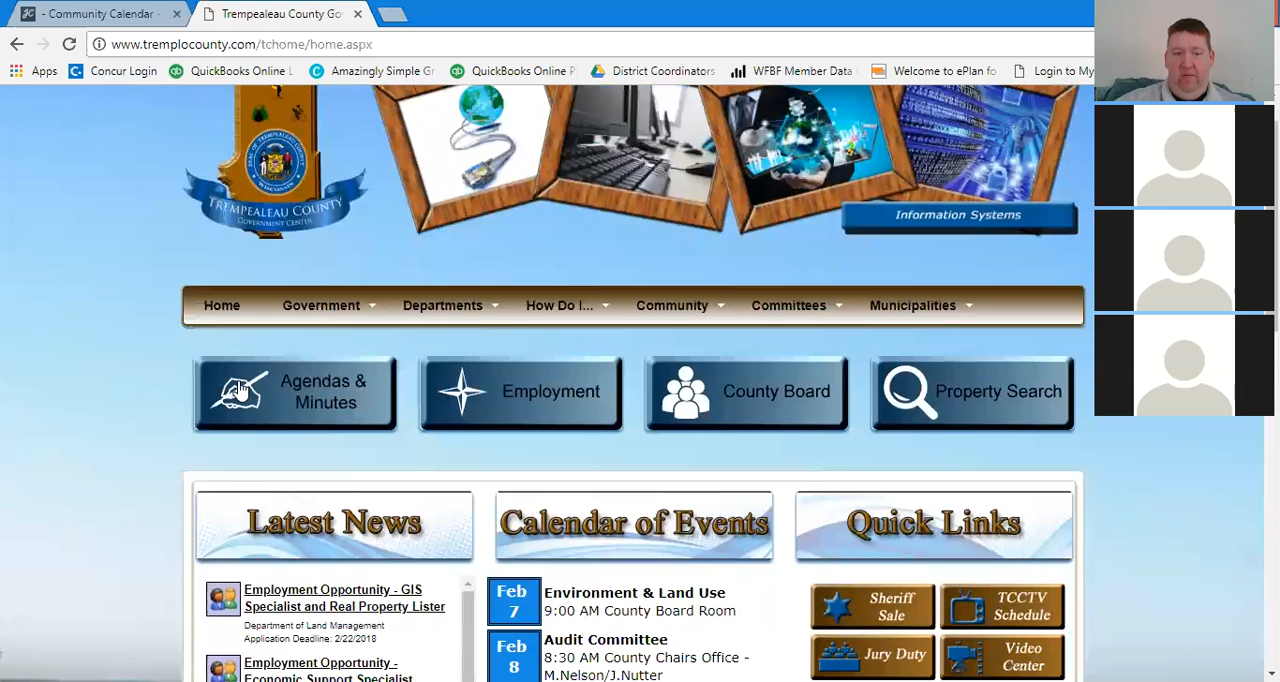 - Community Calendar -
Trempealeau County Go
www.tremplocounty.com/tchome/home.aspx
Apps
Concur Login
QuickBooks Online L
Amazingly Simple Gr
QuickBooks Online P
District Coordinators
WFBF Member Data
Welcome to ePlan fo
Login to My
TREMPEALEAU COUNTY
GOVERNMENT CENTER
Information Systems
Home
Government
Departments
How Do I...
Community
Committees
Municipalities
Agendas &
Minutes
Employment
County Board
Property Search
Latest News
Calendar of Events
Quick Links
Employment Opportunity - GIS
Specialist and Real Property Lister
Department of Land Management
Application Deadline: 2/22/2018
Employment Opportunity -
Economic Support Specialist
Feb
7
Environment & Land Use
9:00 AM County Board Room
Feb
8
Audit Committee
8:30 AM County Chairs Office -
M.Nelson/J.Nutter
Sheriff
Sale
TCCTV
Schedule
Jury Duty
Video
Center